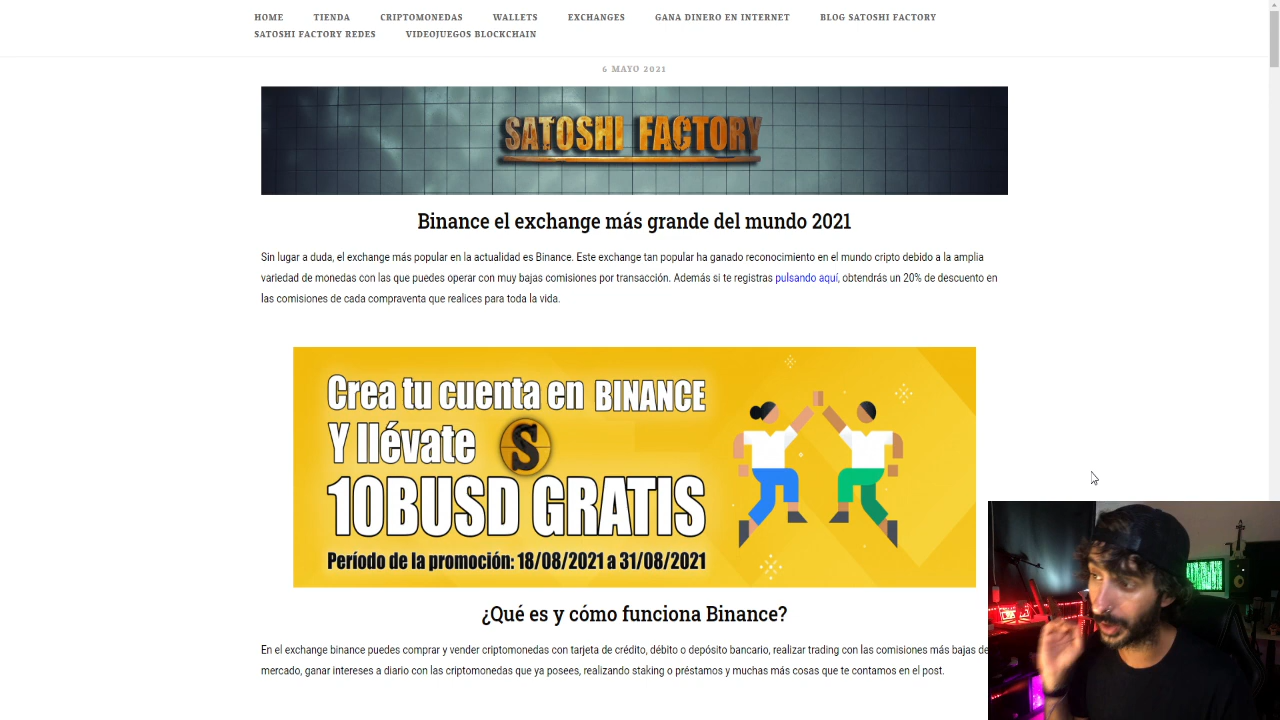 HOME TIENDA CRIPTOMONEDAS WALLETS EXCHANGES GANA DINERO EN INTERNET BLOG SATOSHI FACTORY
SATOSHI FACTORY REDES VIDEOJUEGOS BLOCKCHAIN
6 MAYO 2021
SATOSHI FACTORY
Binance el exchange más grande del mundo 2021
Sin lugar a duda, el exchange más popular en la actualidad es Binance. Este exchange tan popular ha ganado reconocimiento en el mundo cripto debido a la amplia
variedad de monedas con las que puedes operar con muy bajas comisiones por transacción. Además si te registras pulsando aquí, obtendrás un 20% de descuento en
las comisiones de cada compraventa que realices para toda la vida.
Crea tu cuenta en BINANCE
Y llévate S
10BUSD GRATIS
Período de la promoción: 18/08/2021 a 31/08/2021
¿Qué es y cómo funciona Binance?
En el exchange binance puedes comprar y vender criptomonedas con tarjeta de crédito, débito o depósito bancario, realizar trading con las comisiones más bajas de
mercado, ganar intereses a diario con las criptomonedas que ya posees, realizando staking o préstamos y muchas más cosas que te contamos en el post.